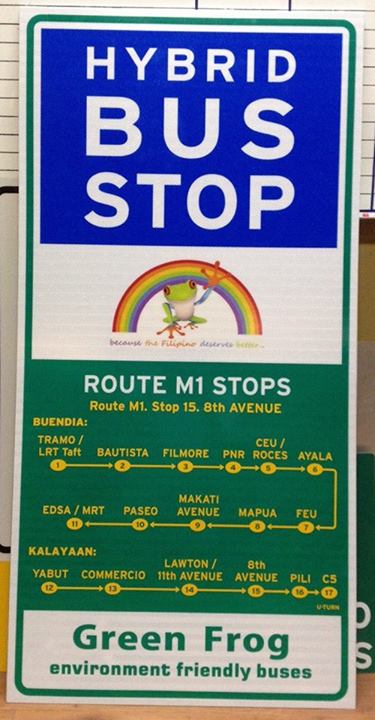 HYBRID
BUS
STOP
because the Filipino deserves better...
ROUTE M1 STOPS
Route M1. Stop 15. 8th AVENUE
BUENDIA:
TRAMO / LRT Taft BAUTISTA FILMORE PNR CEU / ROCES AYALA
1 2 3 4 5 6
EDSA / MRT PASEO MAKATI AVENUE MAPUA FEU
11 10 9 8 7
KALAYAAN:
YABUT COMMERCIO LAWTON / 11th AVENUE 8th AVENUE PILI C5
12 13 14 15 16 17
U-TURN
Green Frog
environment friendly buses
O
S